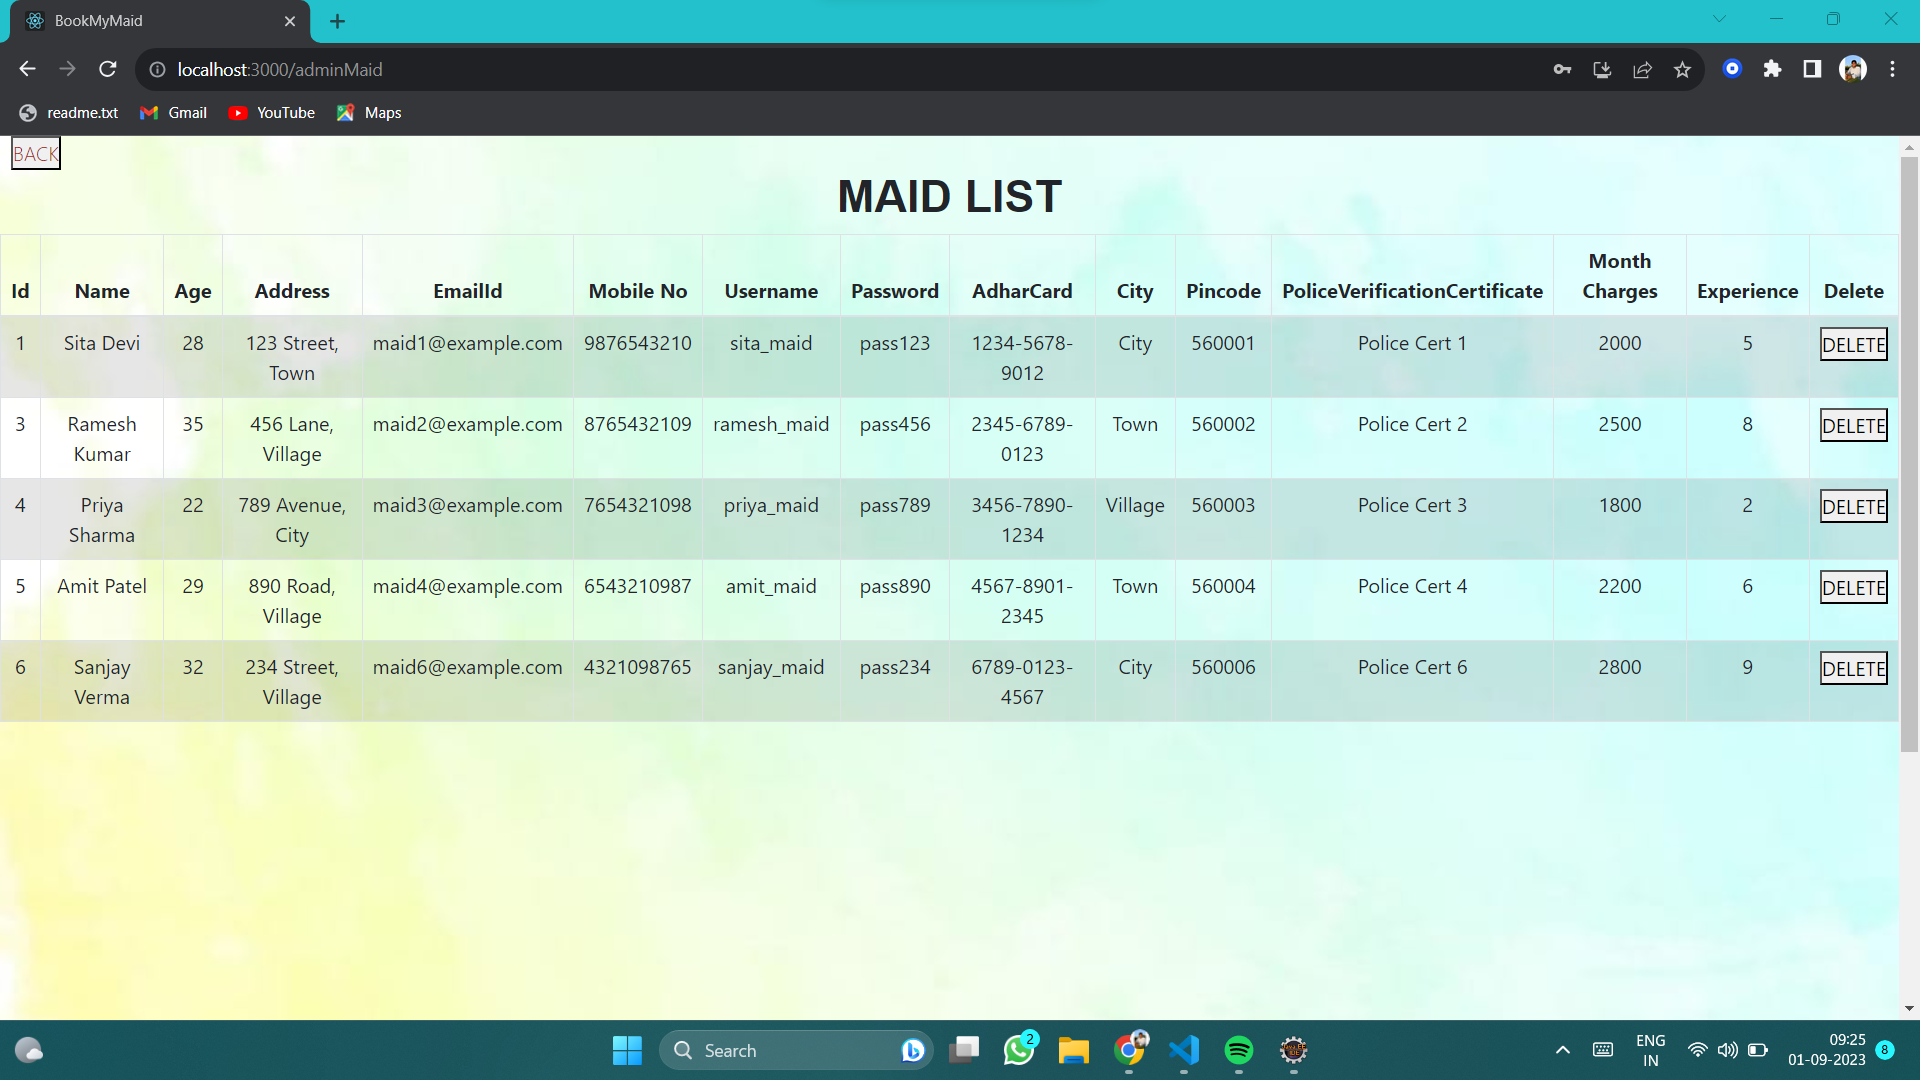 BookMyMaid
localhost:3000/adminMaid
readme.txt Gmail YouTube Maps
BACK
MAID LIST
Id Name Age Address EmailId Mobile No Username Password AdharCard City Pincode PoliceVerificationCertificate Month Charges Experience Delete
1 Sita Devi 28 123 Street, Town maid1@example.com 9876543210 sita_maid pass123 1234-5678-9012 City 560001 Police Cert 1 2000 5 DELETE
3 Ramesh Kumar 35 456 Lane, Village maid2@example.com 8765432109 ramesh_maid pass456 2345-6789-0123 Town 560002 Police Cert 2 2500 8 DELETE
4 Priya Sharma 22 789 Avenue, City maid3@example.com 7654321098 priya_maid pass789 3456-7890-1234 Village 560003 Police Cert 3 1800 2 DELETE
5 Amit Patel 29 890 Road, Village maid4@example.com 6543210987 amit_maid pass890 4567-8901-2345 Town 560004 Police Cert 4 2200 6 DELETE
6 Sanjay Verma 32 234 Street, Village maid6@example.com 4321098765 sanjay_maid pass234 6789-0123-4567 City 560006 Police Cert 6 2800 9 DELETE
Search
2
ENG
IN
09:25
01-09-2023
8